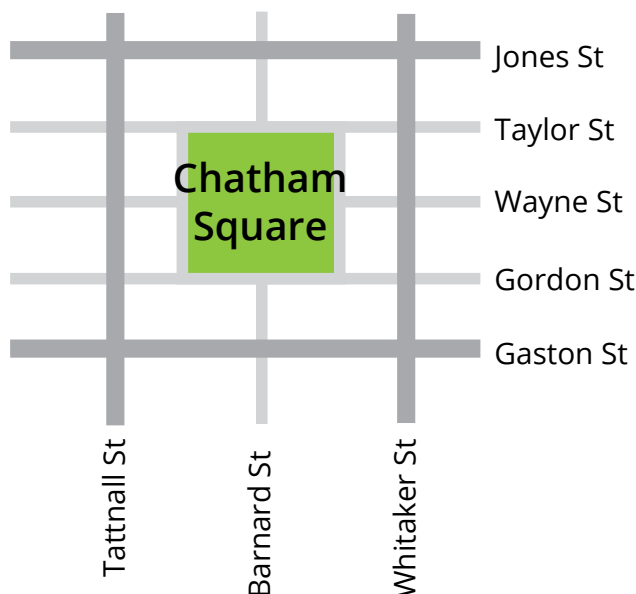 Jones St
Taylor St
Chatham
Square
Wayne St
Gordon St
Gaston St
Tattnall St
Barnard St
Whitaker St